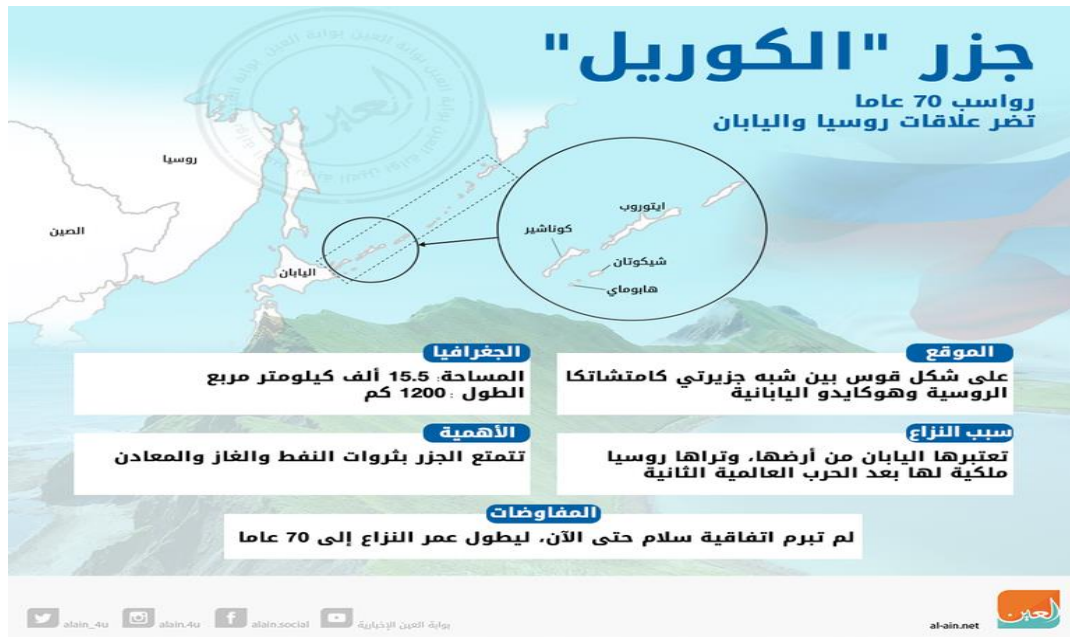 جزر "الكوريل"
رواسب 70 عاما
تضر علاقات روسيا واليابان
بوابة العين
العين
روسيا
الصين
اليابان
ايتوروب
كوناشير
شيكوتان
هابوماي
الموقع
على شكل قوس بين شبه جزيرتي كامتشاتكا
الروسية وهوكايدو اليابانية
الجغرافيا
المساحة: 15.5 ألف كيلومتر مربع
الطول : 1200 كم
سبب النزاع
تعتبرها اليابان من أرضها، وتراها روسيا
ملكية لها بعد الحرب العالمية الثانية
الأهمية
تتمتع الجزر بثروات النفط والغاز والمعادن
المفاوضات
لم تبرم اتفاقية سلام حتى الآن، ليطول عمر النزاع إلى 70 عاما
alain_4u
alain.4u
alain.social
بوابة العين الإخبارية
al-ain.net
العين